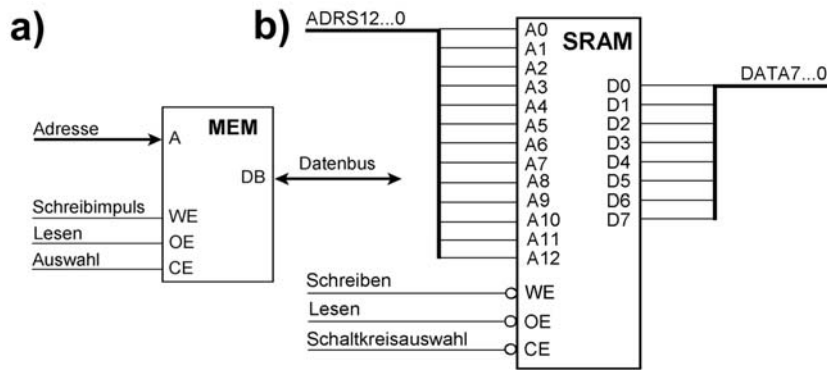 a)
MEM
Adresse
A
DB
Datenbus
Schreibimpuls
WE
Lesen
OE
Auswahl
CE
b)
ADRS12...0
SRAM
A0
A1
A2
A3
A4
A5
A6
A7
A8
A9
A10
A11
A12
D0
D1
D2
D3
D4
D5
D6
D7
DATA7...0
Schreiben
WE
Lesen
OE
Schaltkreisauswahl
CE